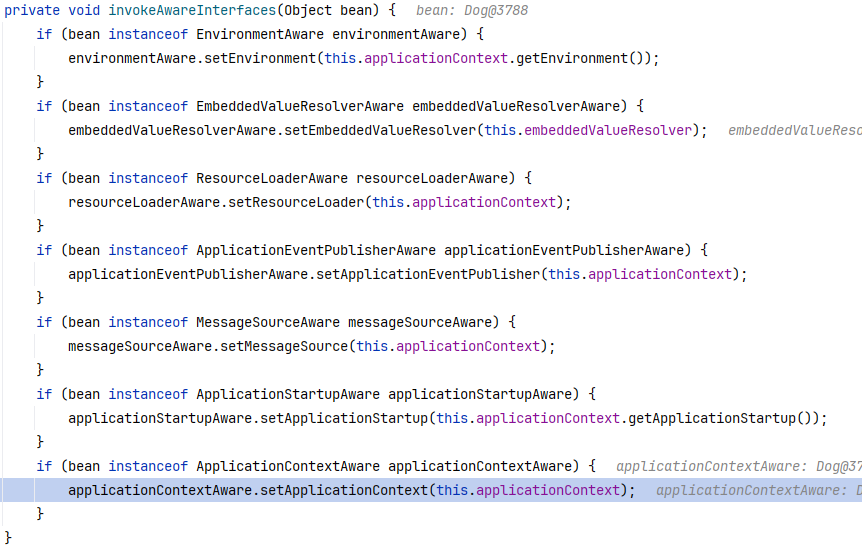 private void invokeAwareInterfaces(Object bean) {   bean: Dog@3788
    if (bean instanceof EnvironmentAware environmentAware) {
        environmentAware.setEnvironment(this.applicationContext.getEnvironment());
    }
    if (bean instanceof EmbeddedValueResolverAware embeddedValueResolverAware) {
        embeddedValueResolverAware.setEmbeddedValueResolver(this.embeddedValueResolver);   embeddedValueReso
    }
    if (bean instanceof ResourceLoaderAware resourceLoaderAware) {
        resourceLoaderAware.setResourceLoader(this.applicationContext);
    }
    if (bean instanceof ApplicationEventPublisherAware applicationEventPublisherAware) {
        applicationEventPublisherAware.setApplicationEventPublisher(this.applicationContext);
    }
    if (bean instanceof MessageSourceAware messageSourceAware) {
        messageSourceAware.setMessageSource(this.applicationContext);
    }
    if (bean instanceof ApplicationStartupAware applicationStartupAware) {
        applicationStartupAware.setApplicationStartup(this.applicationContext.getApplicationStartup());
    }
    if (bean instanceof ApplicationContextAware applicationContextAware) {   applicationContextAware: Dog@37
        applicationContextAware.setApplicationContext(this.applicationContext);   applicationContextAware: D
    }
}